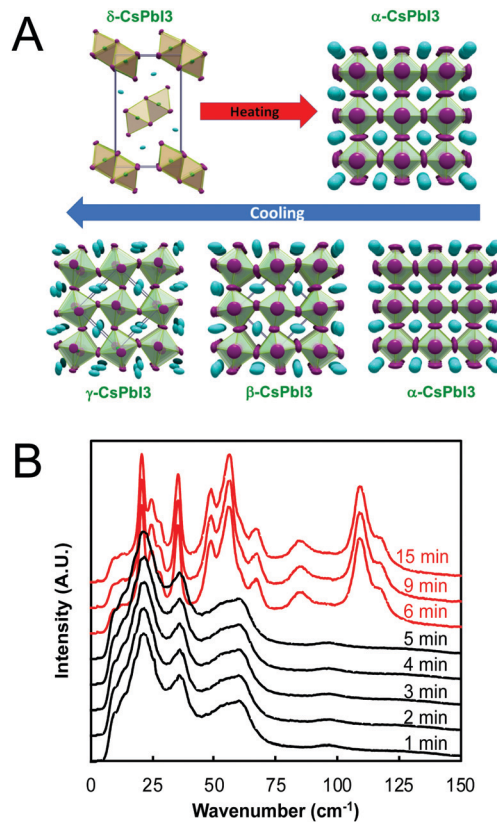 A
δ-CsPbI3
α-CsPbI3
Heating
Cooling
γ-CsPbI3
β-CsPbI3
α-CsPbI3
B
Intensity (A.U.)
15 min
9 min
6 min
5 min
4 min
3 min
2 min
1 min
0 25 50 75 100 125 150
Wavenumber (cm⁻¹)